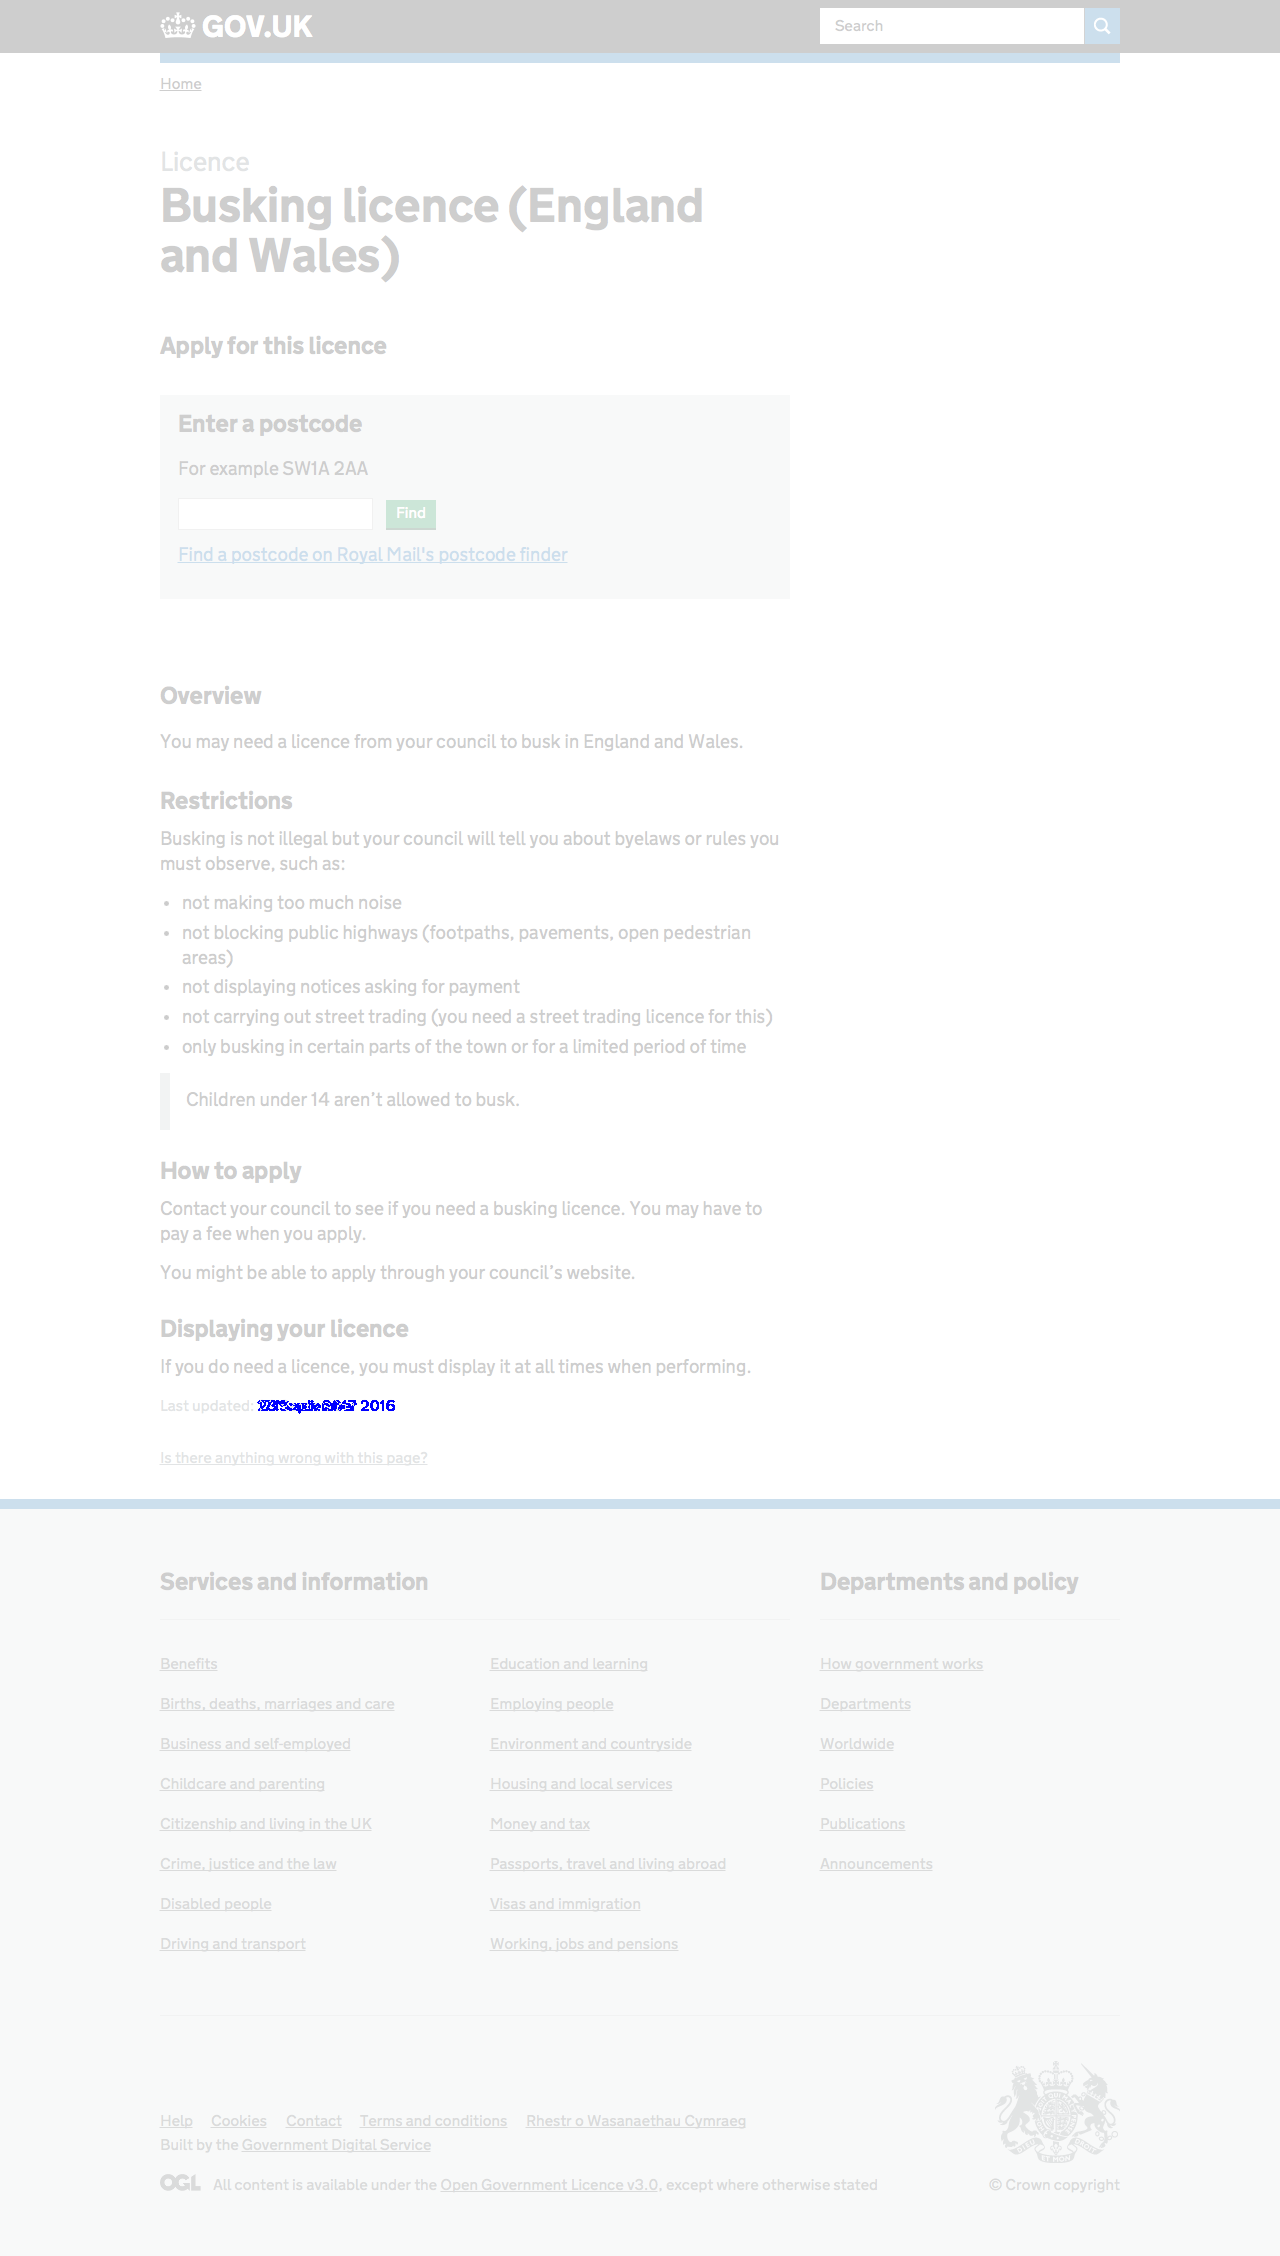 GOV.UK
Search
Home
Licence
Busking licence (England
and Wales)
Apply for this licence
Enter a postcode
For example SW1A 2AA
Find
Find a postcode on Royal Mail's postcode finder
Overview
You may need a licence from your council to busk in England and Wales.
Restrictions
Busking is not illegal but your council will tell you about byelaws or rules you
must observe, such as:
• not making too much noise
• not blocking public highways (footpaths, pavements, open pedestrian
areas)
• not displaying notices asking for payment
• not carrying out street trading (you need a street trading licence for this)
• only busking in certain parts of the town or for a limited period of time
Children under 14 aren’t allowed to busk.
How to apply
Contact your council to see if you need a busking licence. You may have to
pay a fee when you apply.
You might be able to apply through your council’s website.
Displaying your licence
If you do need a licence, you must display it at all times when performing.
Last updated: 2016
Is there anything wrong with this page?
Services and information
Departments and policy
Benefits
Births, deaths, marriages and care
Business and self-employed
Childcare and parenting
Citizenship and living in the UK
Crime, justice and the law
Disabled people
Driving and transport
Education and learning
Employing people
Environment and countryside
Housing and local services
Money and tax
Passports, travel and living abroad
Visas and immigration
Working, jobs and pensions
How government works
Departments
Worldwide
Policies
Publications
Announcements
Help Cookies Contact Terms and conditions Rhestr o Wasanaethau Cymraeg
Built by the Government Digital Service
OGL All content is available under the Open Government Licence v3.0, except where otherwise stated
© Crown copyright